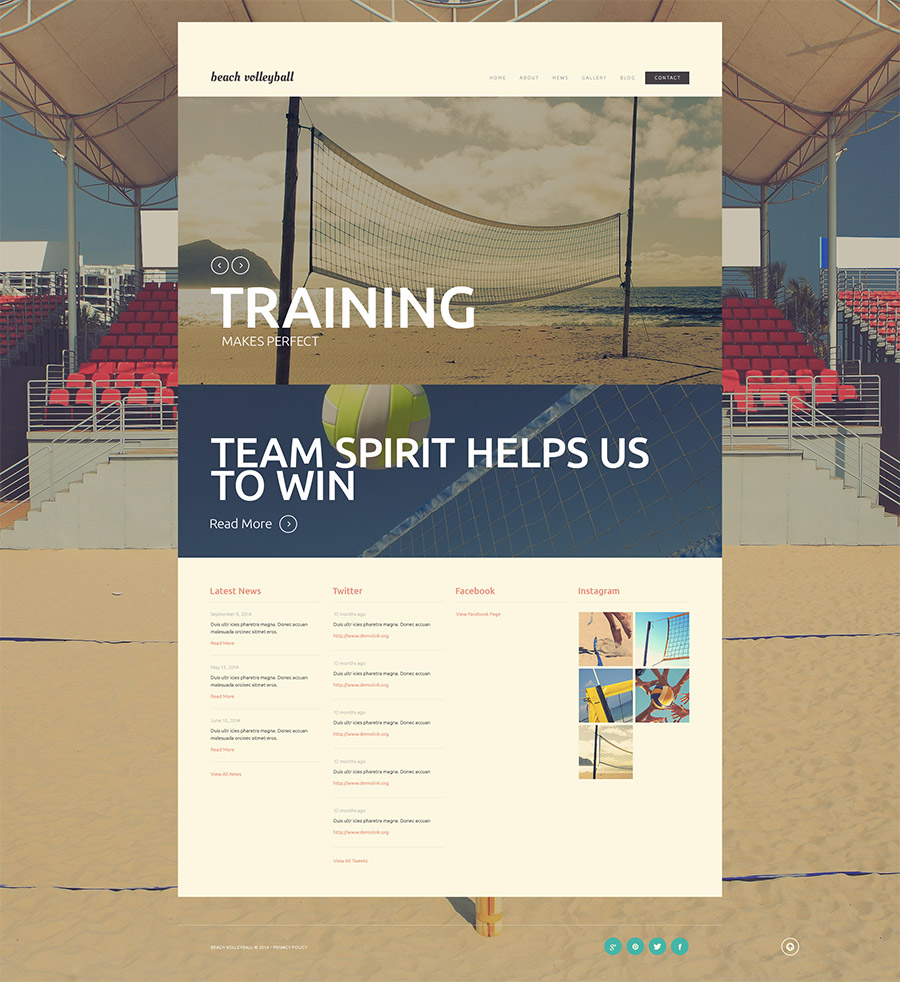 beach volleyball
HOME ABOUT NEWS GALLERY BLOG CONTACT
TRAINING
MAKES PERFECT
TEAM SPIRIT HELPS US
TO WIN
Read More
Latest News
September 6, 2014
Duis ultr icies pharetra magna. Donec accuan
malesuada orcinec sitmet eros.
Read More
May 13, 2014
Duis ultr icies pharetra magna. Donec accuan
malesuada orcinec sitmet eros.
Read More
June 10, 2014
Duis ultr icies pharetra magna. Donec accuan
malesuada orcinec sitmet eros.
Read More
View All News
Twitter
12 months ago
Duis ultr icies pharetra magna. Donec accuan
http://www.demolink.org
12 months ago
Duis ultr icies pharetra magna. Donec accuan
http://www.demolink.org
12 months ago
Duis ultr icies pharetra magna. Donec accuan
http://www.demolink.org
12 months ago
Duis ultr icies pharetra magna. Donec accuan
http://www.demolink.org
12 months ago
Duis ultr icies pharetra magna. Donec accuan
http://www.demolink.org
View All Tweets
Facebook
View Facebook Page
Instagram
BEACH VOLLEYBALL © 2014 • PRIVACY POLICY